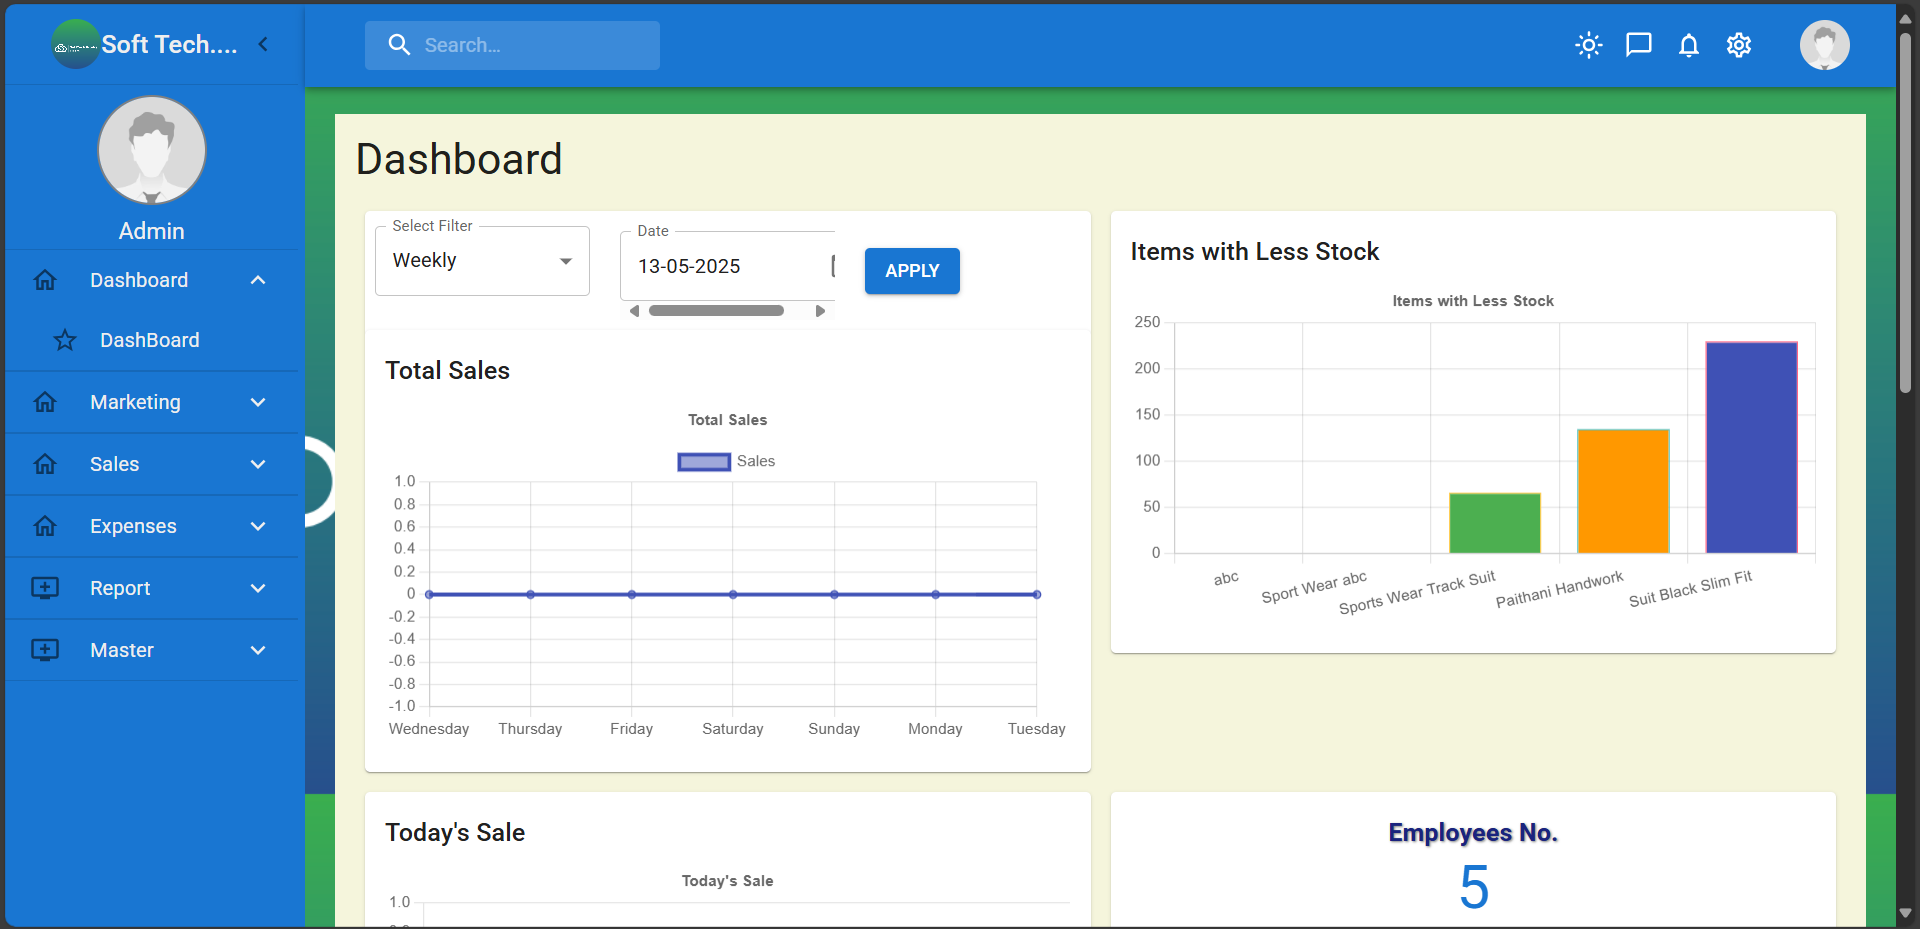 Soft Tech....
Search...
Admin
Dashboard
DashBoard
Marketing
Sales
Expenses
Report
Master
Dashboard
Select Filter
Weekly
Date
13-05-2025
APPLY
Total Sales
Total Sales
Sales
1.0
0.8
0.6
0.4
0.2
0
-0.2
-0.4
-0.6
-0.8
-1.0
Wednesday Thursday Friday Saturday Sunday Monday Tuesday
Items with Less Stock
Items with Less Stock
250
200
150
100
50
0
abc
Sport Wear abc
Sports Wear Track Suit
Paithani Handwork
Suit Black Slim Fit
Today's Sale
Today's Sale
1.0
Employees No.
5